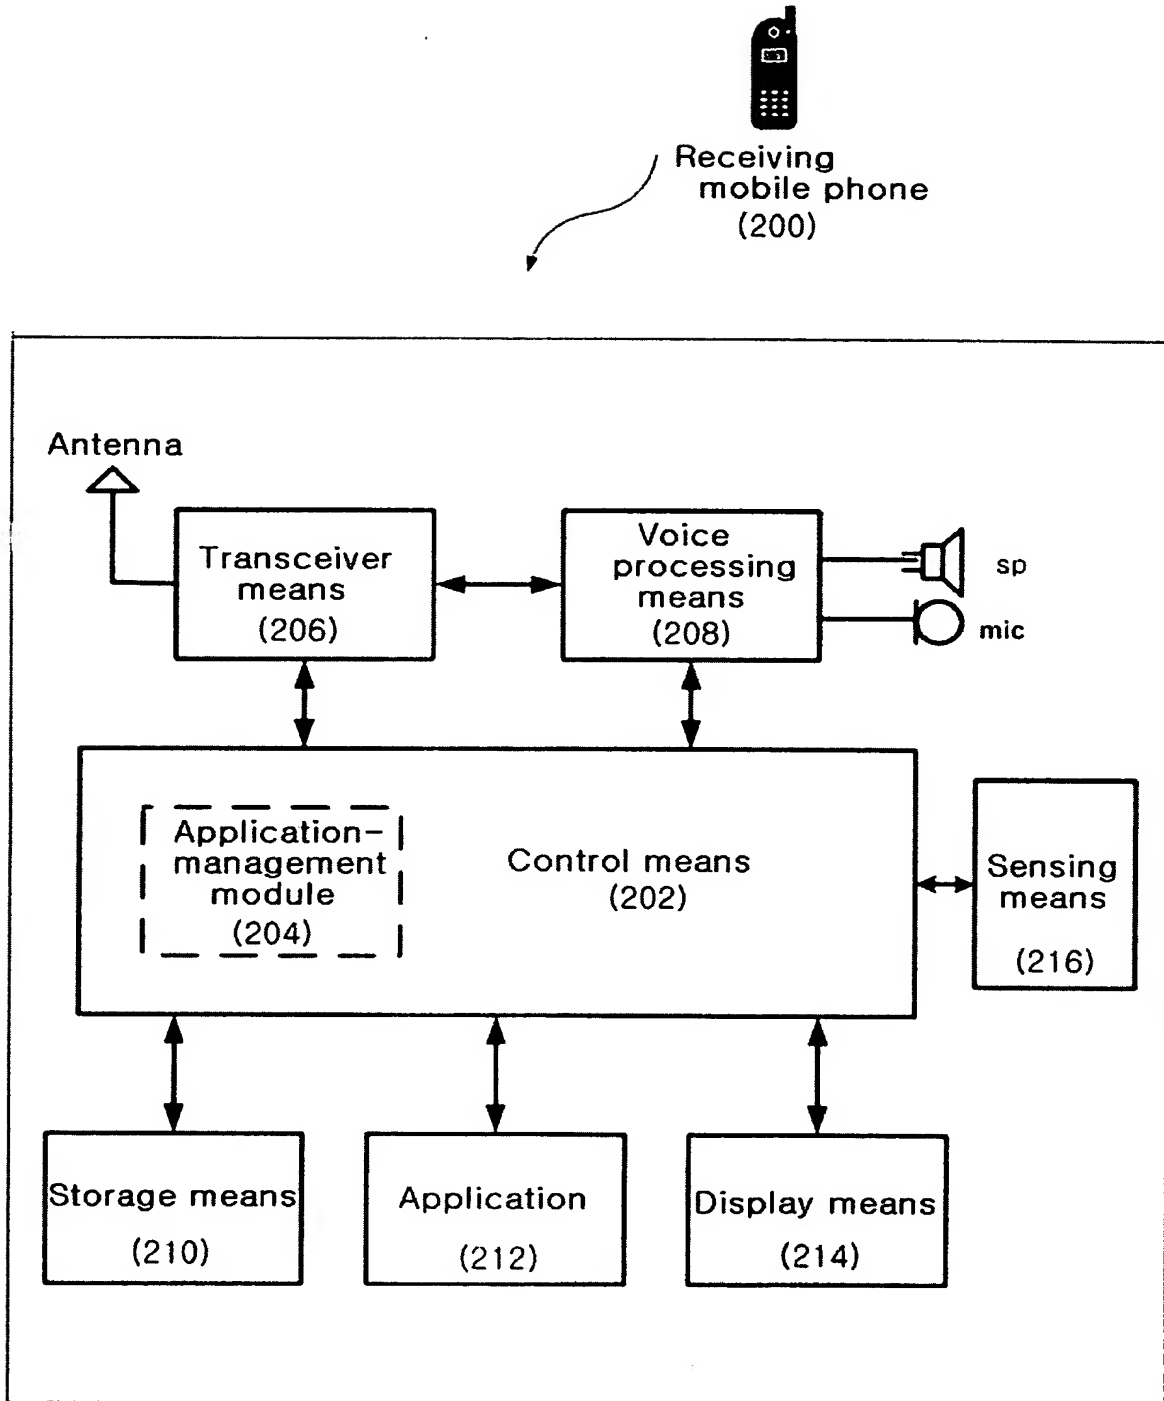 Receiving
mobile phone
(200)
Antenna
Transceiver
means
(206)
Voice
processing
means
(208)
sp
mic
Application-
management
module
(204)
Control means
(202)
Sensing
means
(216)
Storage means
(210)
Application
(212)
Display means
(214)